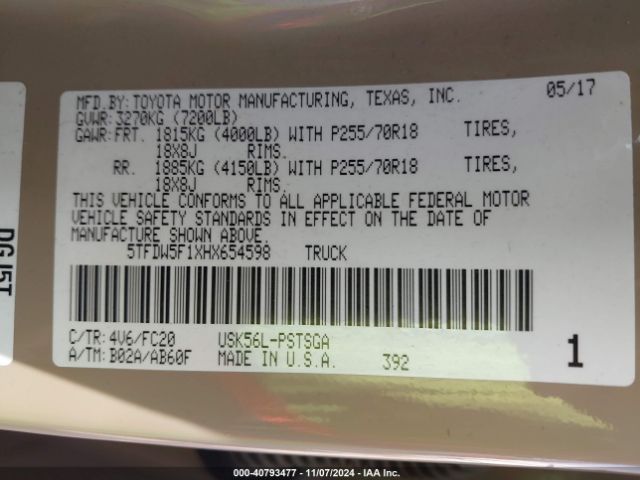 MFD.BY:TOYOTA MOTOR MANUFACTURING, TEXAS, INC. 05/17
GVWR:3270KG (7200LB)
GAWR:FRT. 1815KG (4000LB) WITH P255/70R18 TIRES,
18X8J RIMS.
RR. 1885KG (4150LB) WITH P255/70R18 TIRES,
18X8J RIMS.
THIS VEHICLE CONFORMS TO ALL APPLICABLE FEDERAL MOTOR
VEHICLE SAFETY STANDARDS IN EFFECT ON THE DATE OF
MANUFACTURE SHOWN ABOVE.
5TFDW5F1XHX654598 TRUCK
C/TR:4V6/FC20 USK56L-PSTSGA
A/TM:B02A/AB60F MADE IN U.S.A. 392 1
DG15T
000-40793477 - 11/07/2024 - IAA